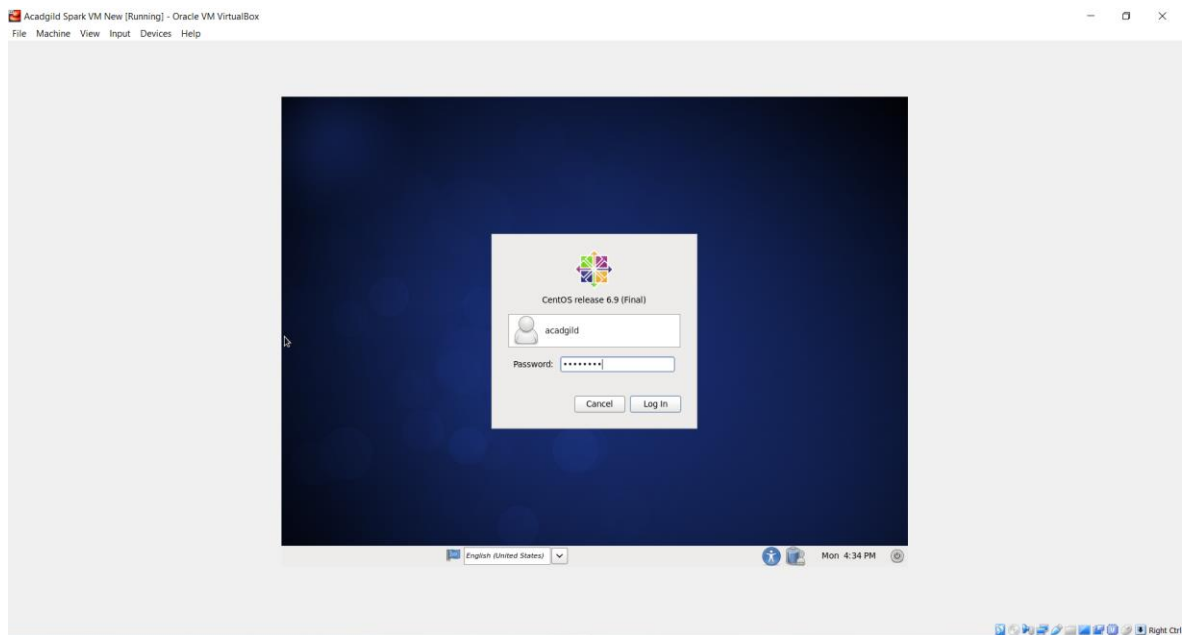 Acadgild Spark VM New [Running] - Oracle VM VirtualBox
File Machine View Input Devices Help
CentOS release 6.9 (Final)
acadgild
Password: ••••••••
Cancel Log In
English (United States) Mon 4:34 PM
Right Ctrl